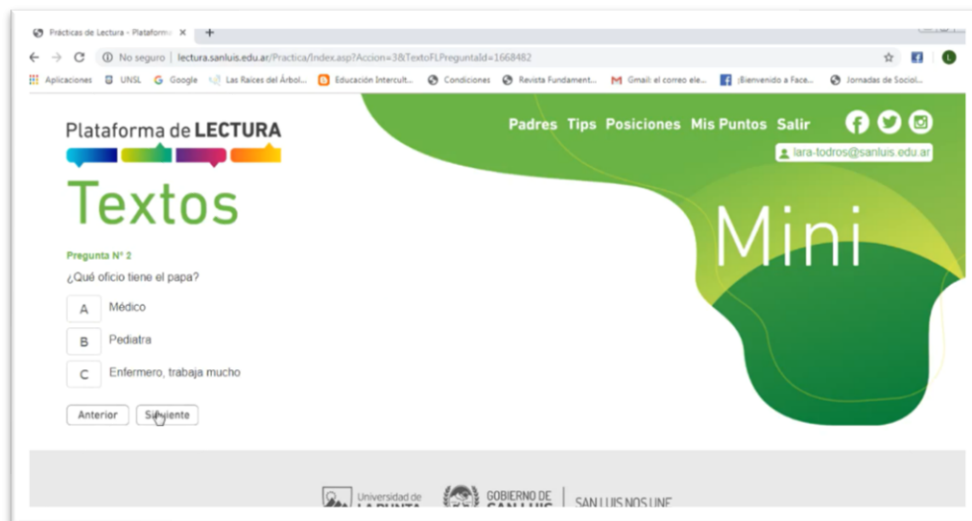 Prácticas de Lectura - Plataform
No seguro | lectura.sanluis.edu.ar/Practica/Index.asp?Accion=3&TextoFLPreguntaId=1668482
Aplicaciones UNSL Google Las Raíces del Árbol... Educación Intercult... Condiciones Revista Fundament... Gmail: el correo ele... ¡Bienvenido a Face... Jornadas de Sociol...
Plataforma de LECTURA
Padres Tips Posiciones Mis Puntos Salir
lara-todros@sanluis.edu.ar
Textos
Mini
Pregunta N° 2
¿Qué oficio tiene el papa?
A Médico
B Pediatra
C Enfermero, trabaja mucho
Anterior Siguiente
Universidad de LA PUNTA
GOBIERNO DE SAN LUIS
SAN LUIS NOS UNE